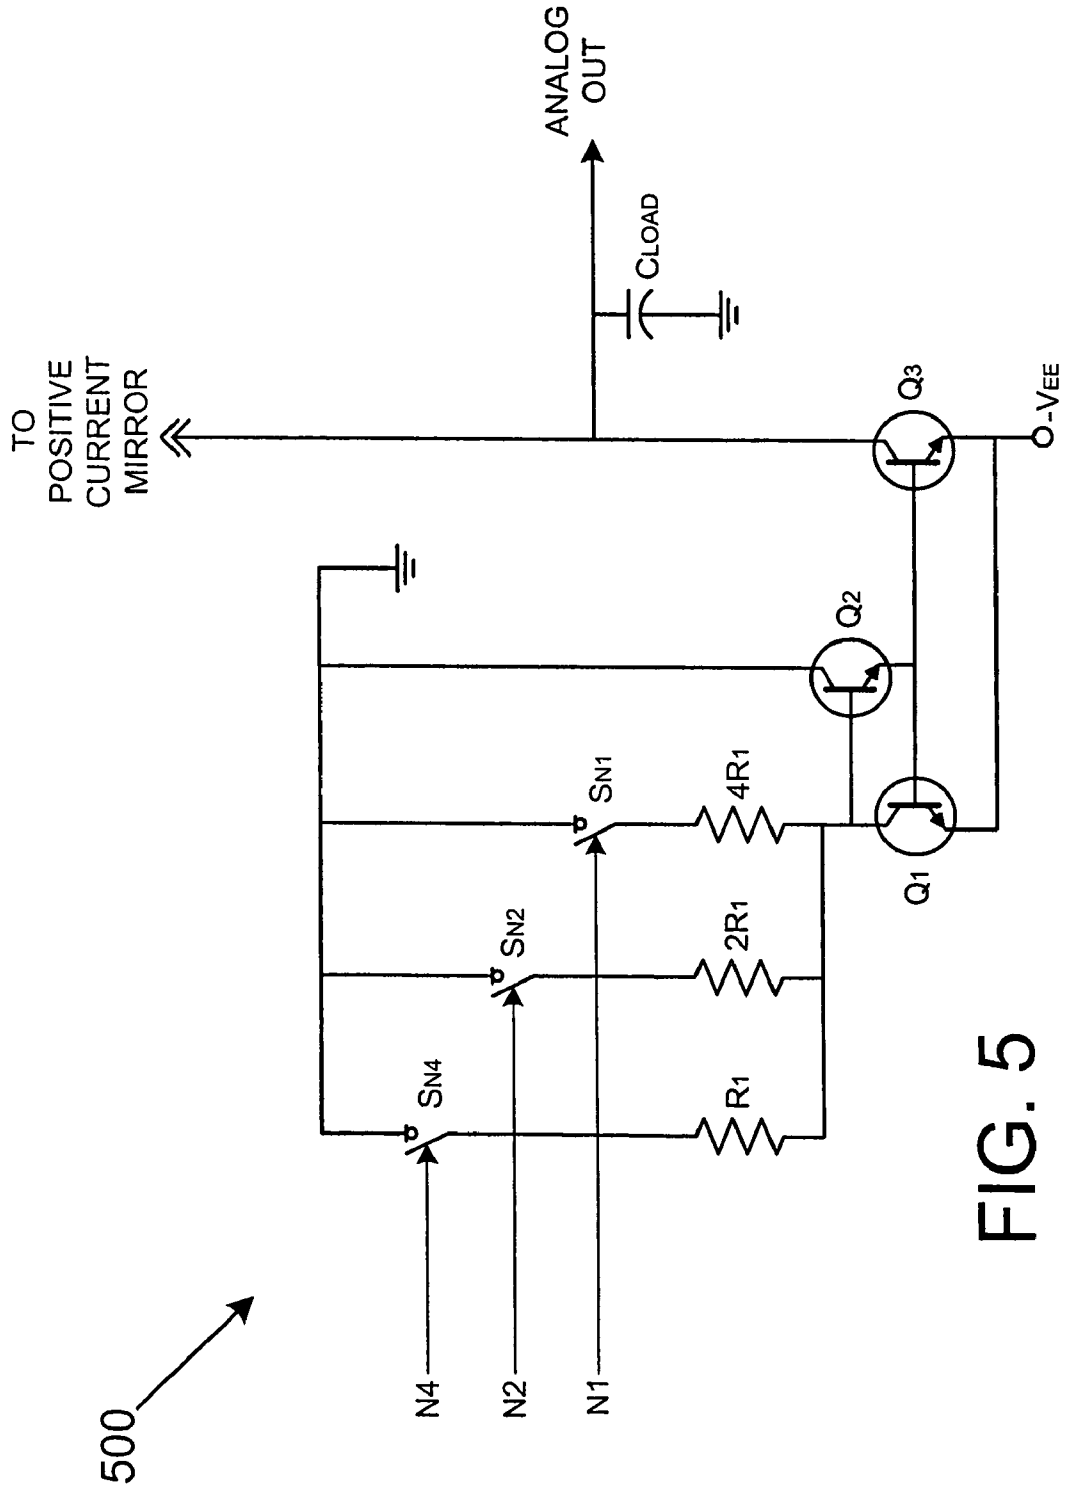 500
TO
POSITIVE
CURRENT
MIRROR
ANALOG
OUT
CLOAD
N4
N2
N1
SN4
SN2
SN1
R1
2R1
4R1
Q2
Q1
Q3
-VEE
FIG. 5